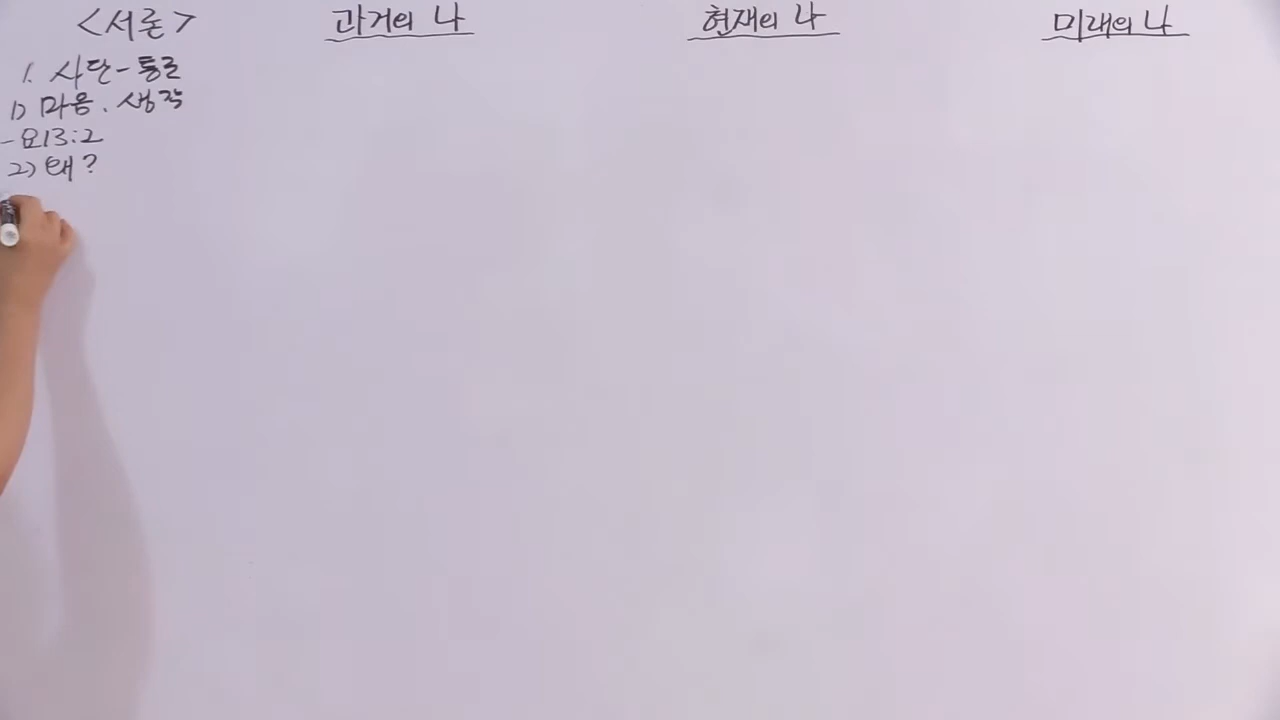 <서론>
과거의 나
현재의 나
미래의 나
1. 사단-통로
1) 마음. 생각
-요13:2
2) 왜?